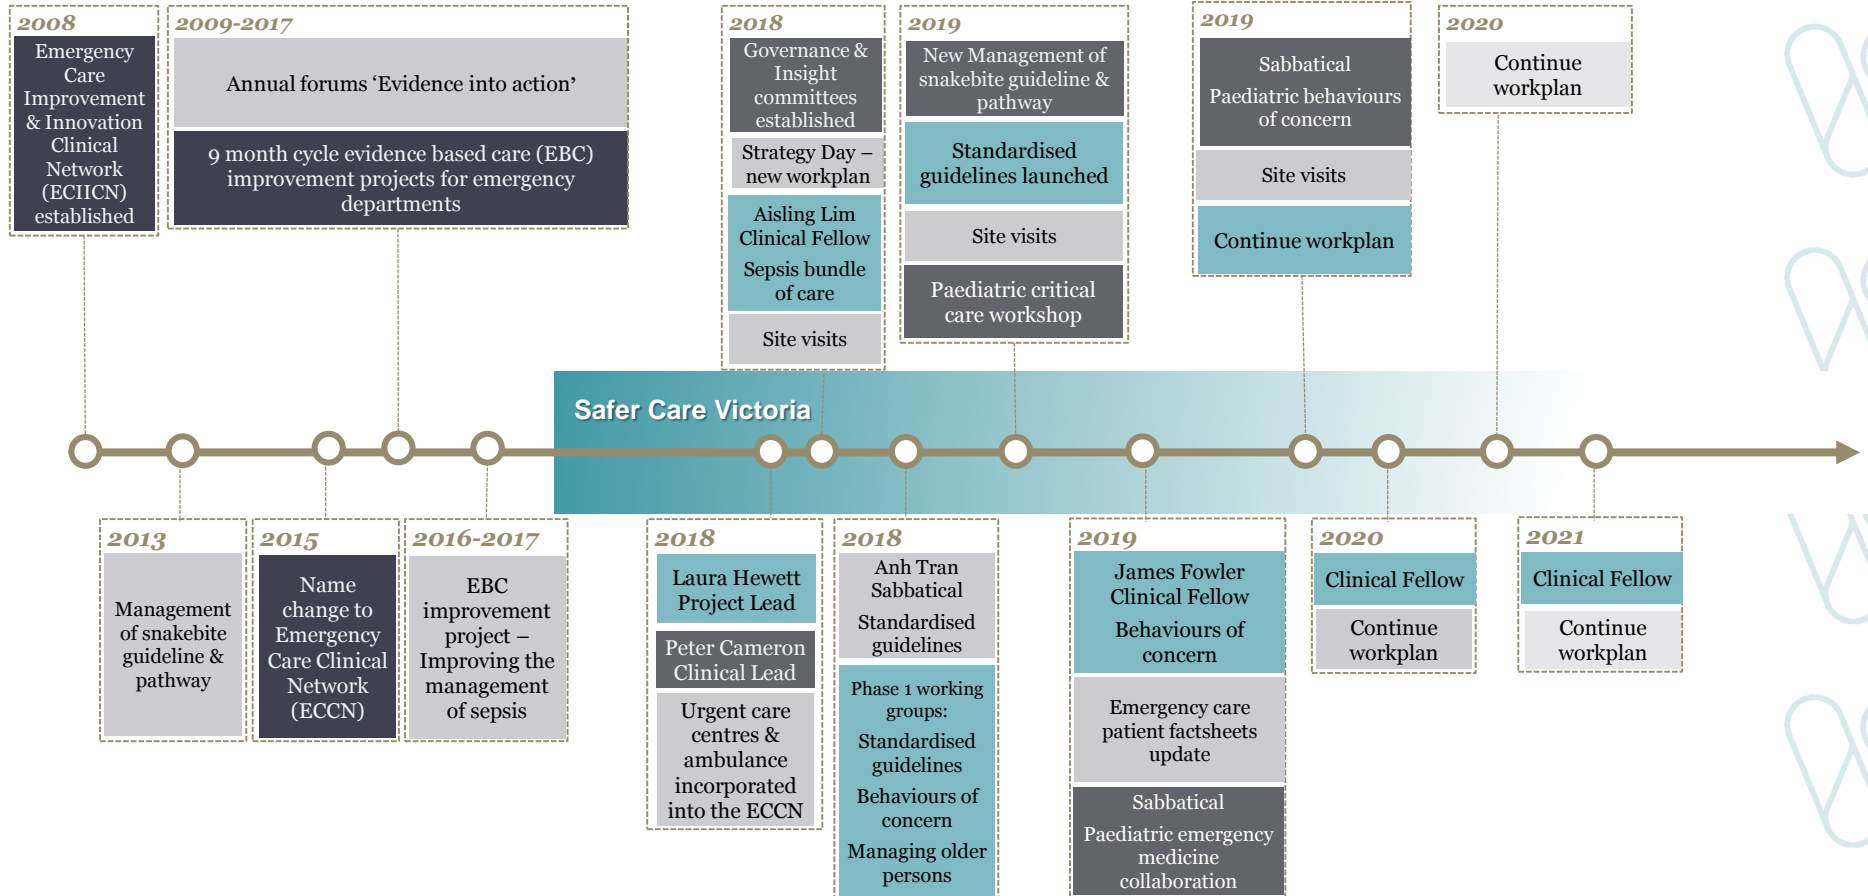 2008
Emergency
Care
Improvement
& Innovation
Clinical
Network
(ECIICN)
established
2009-2017
Annual forums ‘Evidence into action’
9 month cycle evidence based care (EBC)
improvement projects for emergency
departments
2018
Governance &
Insight
committees
established
Strategy Day –
new workplan
Aisling Lim
Clinical Fellow
Sepsis bundle
of care
Site visits
2019
New Management of
snakebite guideline &
pathway
Standardised
guidelines launched
Site visits
Paediatric critical
care workshop
2019
Sabbatical
Paediatric behaviours
of concern
Site visits
Continue workplan
2020
Continue
workplan
Safer Care Victoria
2013
Management
of snakebite
guideline &
pathway
2015
Name
change to
Emergency
Care Clinical
Network
(ECCN)
2016-2017
EBC
improvement
project –
Improving the
management
of sepsis
2018
Laura Hewett
Project Lead
Peter Cameron
Clinical Lead
Urgent care
centres &
ambulance
incorporated
into the ECCN
2018
Anh Tran
Sabbatical
Standardised
guidelines
Phase 1 working
groups:
Standardised
guidelines
Behaviours of
concern
Managing older
persons
2019
James Fowler
Clinical Fellow
Behaviours of
concern
Emergency care
patient factsheets
update
Sabbatical
Paediatric emergency
medicine
collaboration
2020
Clinical Fellow
Continue
workplan
2021
Clinical Fellow
Continue
workplan